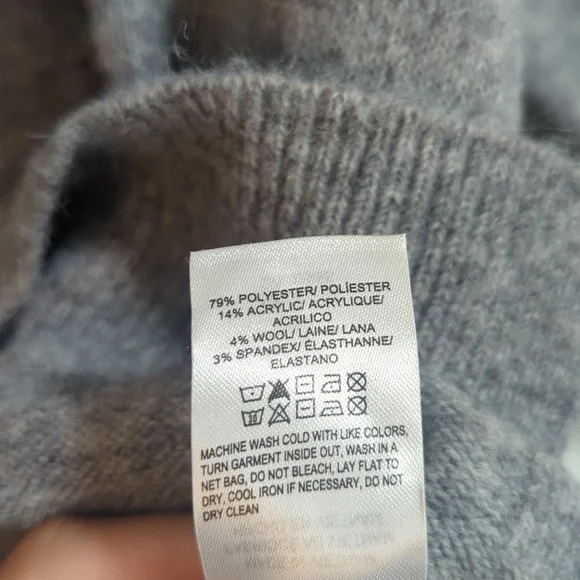 79% POLYESTER/ POLÍESTER
14% ACRYLIC/ ACRYLIQUE/
ACRILICO
4% WOOL/ LAINE/ LANA
3% SPANDEX/ ÉLASTHANNE/
ELASTANO
MACHINE WASH COLD WITH LIKE COLORS,
TURN GARMENT INSIDE OUT, WASH IN A
NET BAG, DO NOT BLEACH, LAY FLAT TO
DRY, COOL IRON IF NECESSARY, DO NOT
DRY CLEAN